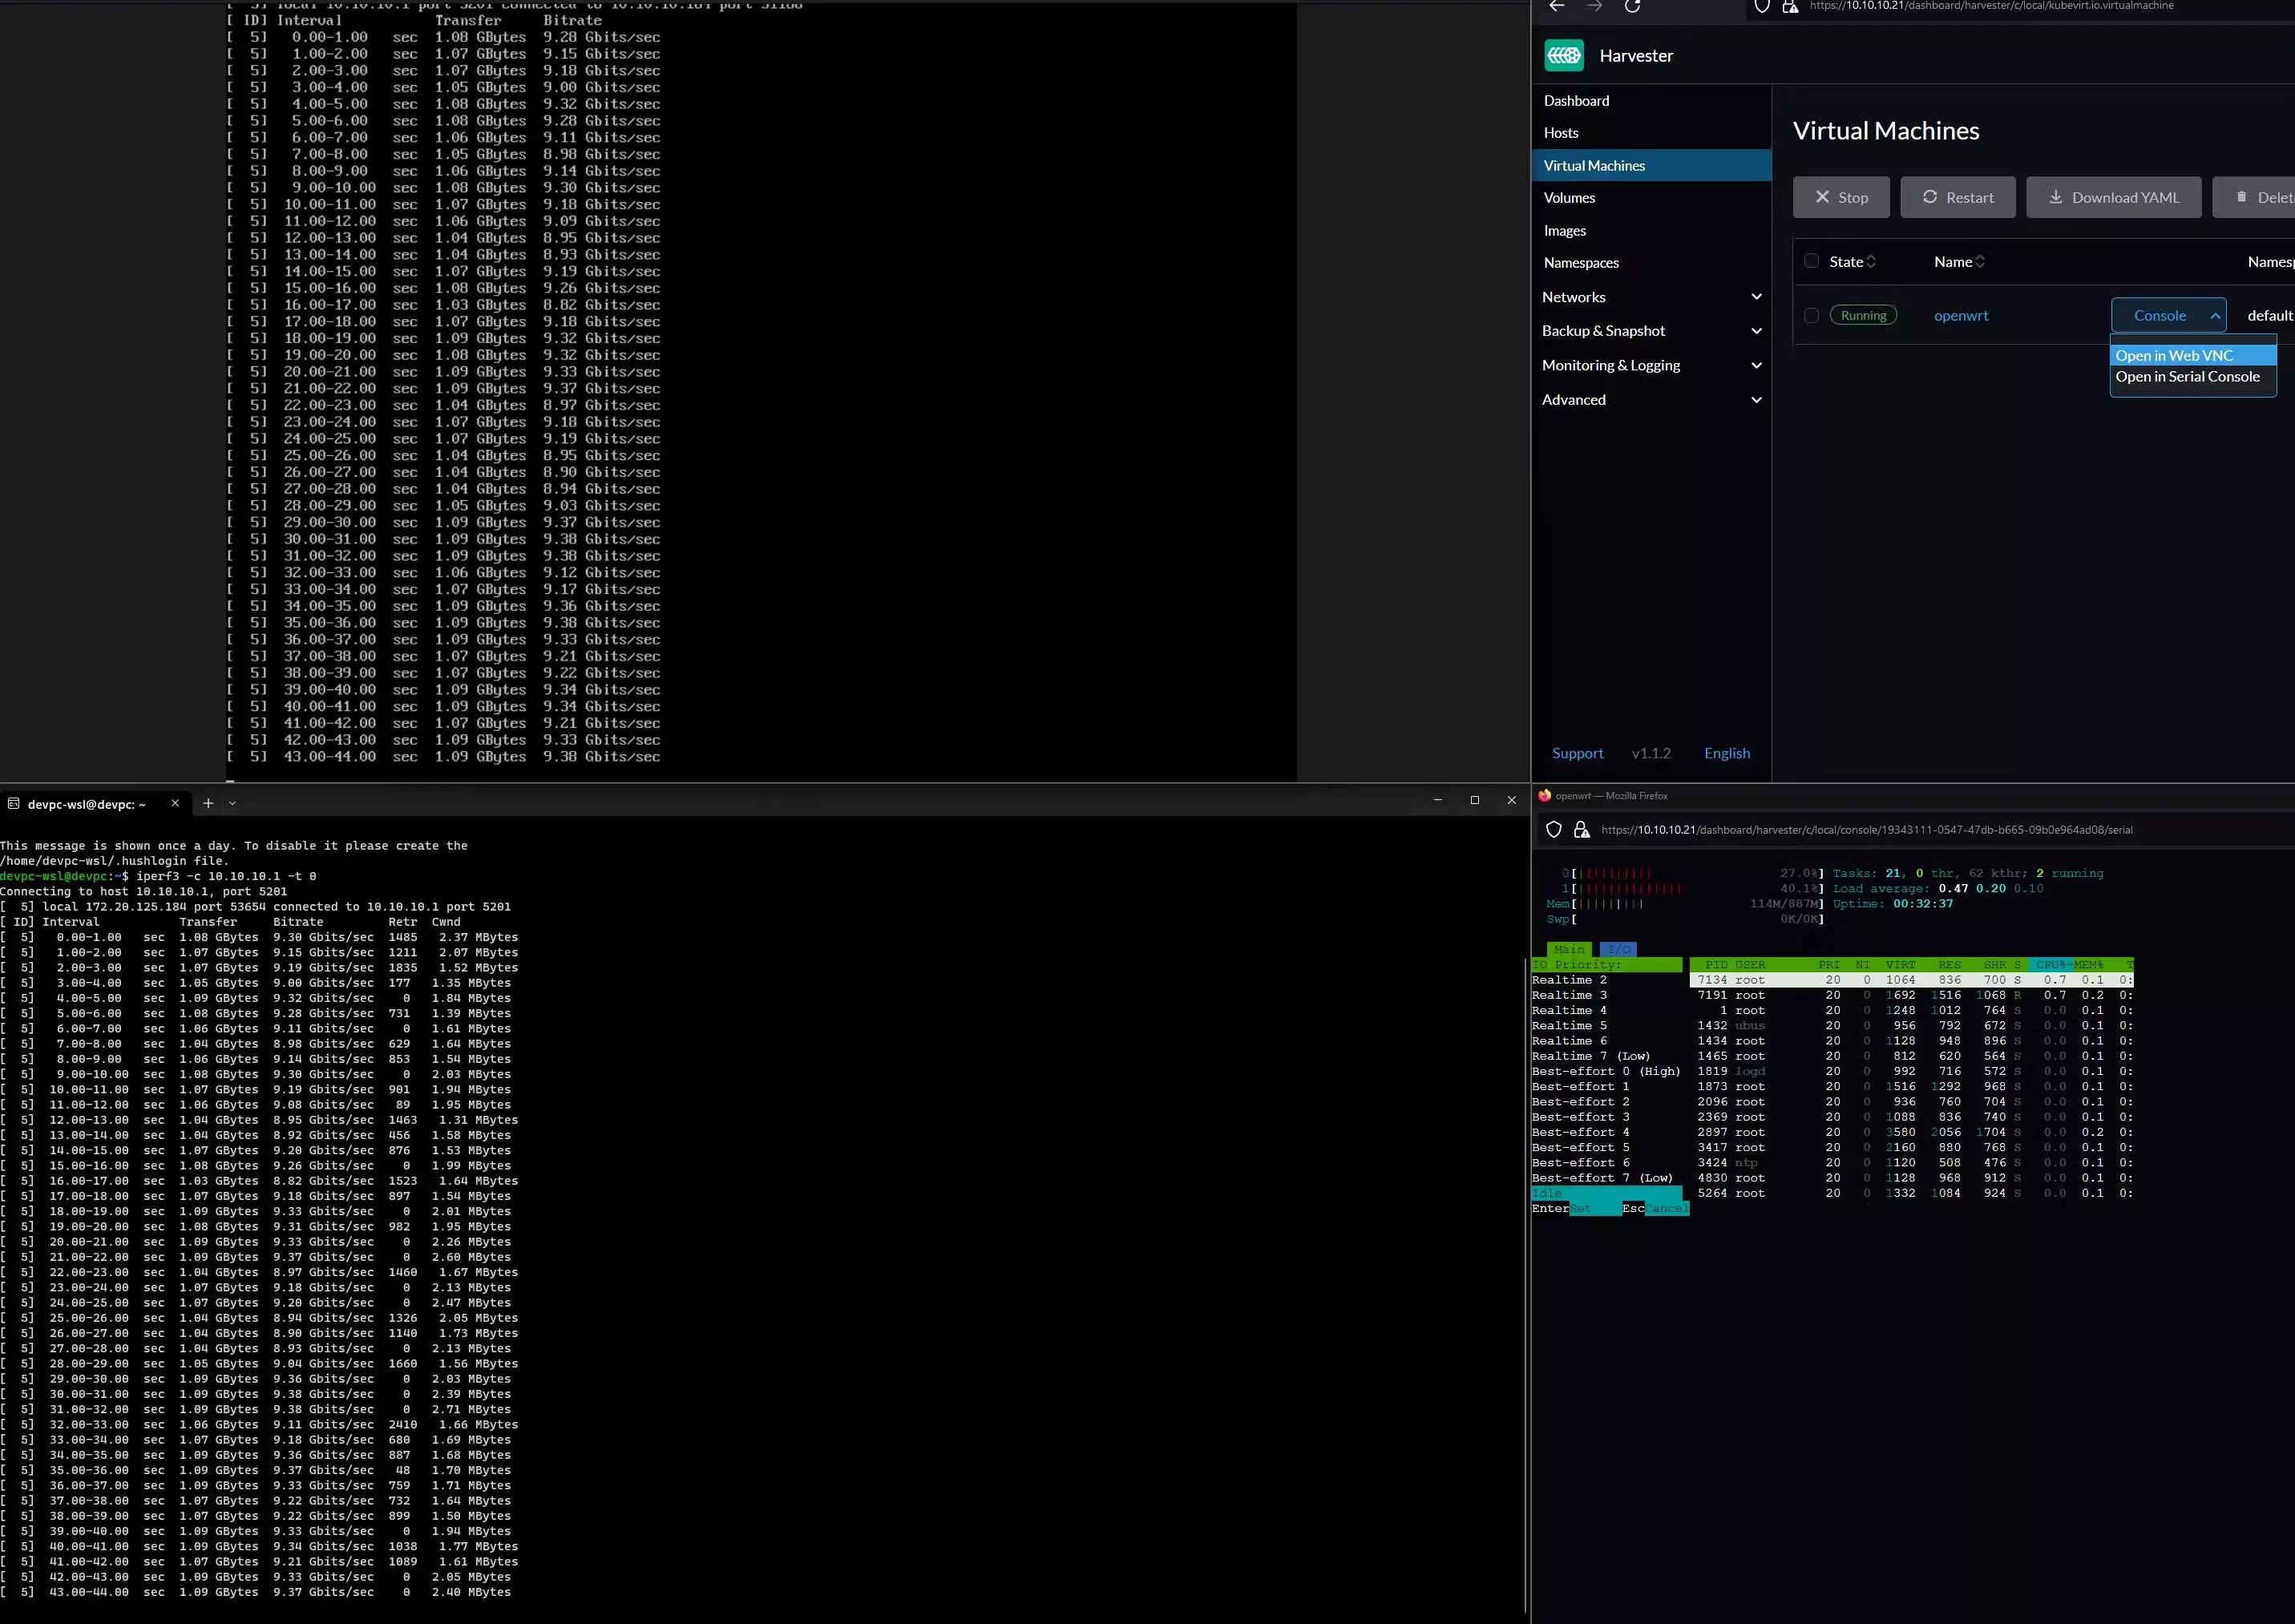 [ 5] local 10.10.10.1 port 5201 connected to 10.10.10.184 port 51186
[ ID] Interval Transfer Bitrate
[ 5] 0.00-1.00 sec 1.08 GBytes 9.28 Gbits/sec
[ 5] 1.00-2.00 sec 1.07 GBytes 9.15 Gbits/sec
[ 5] 2.00-3.00 sec 1.07 GBytes 9.18 Gbits/sec
[ 5] 3.00-4.00 sec 1.05 GBytes 9.00 Gbits/sec
[ 5] 4.00-5.00 sec 1.08 GBytes 9.32 Gbits/sec
[ 5] 5.00-6.00 sec 1.08 GBytes 9.28 Gbits/sec
[ 5] 6.00-7.00 sec 1.06 GBytes 9.11 Gbits/sec
[ 5] 7.00-8.00 sec 1.05 GBytes 8.98 Gbits/sec
[ 5] 8.00-9.00 sec 1.06 GBytes 9.14 Gbits/sec
[ 5] 9.00-10.00 sec 1.08 GBytes 9.30 Gbits/sec
[ 5] 10.00-11.00 sec 1.07 GBytes 9.18 Gbits/sec
[ 5] 11.00-12.00 sec 1.06 GBytes 9.09 Gbits/sec
[ 5] 12.00-13.00 sec 1.04 GBytes 8.95 Gbits/sec
[ 5] 13.00-14.00 sec 1.04 GBytes 8.93 Gbits/sec
[ 5] 14.00-15.00 sec 1.07 GBytes 9.19 Gbits/sec
[ 5] 15.00-16.00 sec 1.08 GBytes 9.26 Gbits/sec
[ 5] 16.00-17.00 sec 1.03 GBytes 8.82 Gbits/sec
[ 5] 17.00-18.00 sec 1.07 GBytes 9.18 Gbits/sec
[ 5] 18.00-19.00 sec 1.09 GBytes 9.32 Gbits/sec
[ 5] 19.00-20.00 sec 1.08 GBytes 9.32 Gbits/sec
[ 5] 20.00-21.00 sec 1.09 GBytes 9.33 Gbits/sec
[ 5] 21.00-22.00 sec 1.09 GBytes 9.37 Gbits/sec
[ 5] 22.00-23.00 sec 1.04 GBytes 8.97 Gbits/sec
[ 5] 23.00-24.00 sec 1.07 GBytes 9.18 Gbits/sec
[ 5] 24.00-25.00 sec 1.07 GBytes 9.19 Gbits/sec
[ 5] 25.00-26.00 sec 1.04 GBytes 8.95 Gbits/sec
[ 5] 26.00-27.00 sec 1.04 GBytes 8.90 Gbits/sec
[ 5] 27.00-28.00 sec 1.04 GBytes 8.94 Gbits/sec
[ 5] 28.00-29.00 sec 1.05 GBytes 9.03 Gbits/sec
[ 5] 29.00-30.00 sec 1.09 GBytes 9.37 Gbits/sec
[ 5] 30.00-31.00 sec 1.09 GBytes 9.38 Gbits/sec
[ 5] 31.00-32.00 sec 1.09 GBytes 9.38 Gbits/sec
[ 5] 32.00-33.00 sec 1.06 GBytes 9.12 Gbits/sec
[ 5] 33.00-34.00 sec 1.07 GBytes 9.17 Gbits/sec
[ 5] 34.00-35.00 sec 1.09 GBytes 9.36 Gbits/sec
[ 5] 35.00-36.00 sec 1.09 GBytes 9.38 Gbits/sec
[ 5] 36.00-37.00 sec 1.09 GBytes 9.33 Gbits/sec
[ 5] 37.00-38.00 sec 1.07 GBytes 9.21 Gbits/sec
[ 5] 38.00-39.00 sec 1.07 GBytes 9.22 Gbits/sec
[ 5] 39.00-40.00 sec 1.09 GBytes 9.34 Gbits/sec
[ 5] 40.00-41.00 sec 1.09 GBytes 9.34 Gbits/sec
[ 5] 41.00-42.00 sec 1.07 GBytes 9.21 Gbits/sec
[ 5] 42.00-43.00 sec 1.09 GBytes 9.33 Gbits/sec
[ 5] 43.00-44.00 sec 1.09 GBytes 9.38 Gbits/sec
https://10.10.10.21/dashboard/harvester/c/local/kubevirt.io.virtualmachine
Harvester
Dashboard
Hosts
Virtual Machines
Volumes
Images
Namespaces
Networks
Backup & Snapshot
Monitoring & Logging
Advanced
Support v1.1.2 English
Virtual Machines
Stop Restart Download YAML Delet
State Name Namesp
Running openwrt Console default
Open in Web VNC
Open in Serial Console
devpc-wsl@devpc: ~
This message is shown once a day. To disable it please create the
/home/devpc-wsl/.hushlogin file.
devpc-wsl@devpc:~$ iperf3 -c 10.10.10.1 -t 0
Connecting to host 10.10.10.1, port 5201
[ 5] local 172.20.125.184 port 53654 connected to 10.10.10.1 port 5201
[ ID] Interval Transfer Bitrate Retr Cwnd
[ 5] 0.00-1.00 sec 1.08 GBytes 9.30 Gbits/sec 1485 2.37 MBytes
[ 5] 1.00-2.00 sec 1.07 GBytes 9.15 Gbits/sec 1211 2.07 MBytes
[ 5] 2.00-3.00 sec 1.07 GBytes 9.19 Gbits/sec 1835 1.52 MBytes
[ 5] 3.00-4.00 sec 1.05 GBytes 9.00 Gbits/sec 177 1.35 MBytes
[ 5] 4.00-5.00 sec 1.09 GBytes 9.32 Gbits/sec 0 1.84 MBytes
[ 5] 5.00-6.00 sec 1.08 GBytes 9.28 Gbits/sec 731 1.39 MBytes
[ 5] 6.00-7.00 sec 1.06 GBytes 9.11 Gbits/sec 0 1.61 MBytes
[ 5] 7.00-8.00 sec 1.04 GBytes 8.98 Gbits/sec 629 1.64 MBytes
[ 5] 8.00-9.00 sec 1.06 GBytes 9.14 Gbits/sec 853 1.54 MBytes
[ 5] 9.00-10.00 sec 1.08 GBytes 9.30 Gbits/sec 0 2.03 MBytes
[ 5] 10.00-11.00 sec 1.07 GBytes 9.19 Gbits/sec 901 1.94 MBytes
[ 5] 11.00-12.00 sec 1.06 GBytes 9.08 Gbits/sec 89 1.95 MBytes
[ 5] 12.00-13.00 sec 1.04 GBytes 8.95 Gbits/sec 1463 1.31 MBytes
[ 5] 13.00-14.00 sec 1.04 GBytes 8.92 Gbits/sec 456 1.58 MBytes
[ 5] 14.00-15.00 sec 1.07 GBytes 9.20 Gbits/sec 876 1.53 MBytes
[ 5] 15.00-16.00 sec 1.08 GBytes 9.26 Gbits/sec 0 1.99 MBytes
[ 5] 16.00-17.00 sec 1.03 GBytes 8.82 Gbits/sec 1523 1.64 MBytes
[ 5] 17.00-18.00 sec 1.07 GBytes 9.18 Gbits/sec 897 1.54 MBytes
[ 5] 18.00-19.00 sec 1.09 GBytes 9.33 Gbits/sec 0 2.01 MBytes
[ 5] 19.00-20.00 sec 1.08 GBytes 9.31 Gbits/sec 982 1.95 MBytes
[ 5] 20.00-21.00 sec 1.09 GBytes 9.33 Gbits/sec 0 2.26 MBytes
[ 5] 21.00-22.00 sec 1.09 GBytes 9.37 Gbits/sec 0 2.60 MBytes
[ 5] 22.00-23.00 sec 1.04 GBytes 8.97 Gbits/sec 1460 1.67 MBytes
[ 5] 23.00-24.00 sec 1.07 GBytes 9.18 Gbits/sec 0 2.13 MBytes
[ 5] 24.00-25.00 sec 1.07 GBytes 9.20 Gbits/sec 0 2.47 MBytes
[ 5] 25.00-26.00 sec 1.04 GBytes 8.94 Gbits/sec 1326 2.05 MBytes
[ 5] 26.00-27.00 sec 1.04 GBytes 8.90 Gbits/sec 1140 1.73 MBytes
[ 5] 27.00-28.00 sec 1.04 GBytes 8.93 Gbits/sec 0 2.13 MBytes
[ 5] 28.00-29.00 sec 1.05 GBytes 9.04 Gbits/sec 1660 1.56 MBytes
[ 5] 29.00-30.00 sec 1.09 GBytes 9.36 Gbits/sec 0 2.03 MBytes
[ 5] 30.00-31.00 sec 1.09 GBytes 9.38 Gbits/sec 0 2.39 MBytes
[ 5] 31.00-32.00 sec 1.09 GBytes 9.38 Gbits/sec 0 2.71 MBytes
[ 5] 32.00-33.00 sec 1.06 GBytes 9.11 Gbits/sec 2410 1.66 MBytes
[ 5] 33.00-34.00 sec 1.07 GBytes 9.18 Gbits/sec 680 1.69 MBytes
[ 5] 34.00-35.00 sec 1.09 GBytes 9.36 Gbits/sec 887 1.68 MBytes
[ 5] 35.00-36.00 sec 1.09 GBytes 9.37 Gbits/sec 48 1.70 MBytes
[ 5] 36.00-37.00 sec 1.09 GBytes 9.33 Gbits/sec 759 1.71 MBytes
[ 5] 37.00-38.00 sec 1.07 GBytes 9.22 Gbits/sec 732 1.64 MBytes
[ 5] 38.00-39.00 sec 1.07 GBytes 9.22 Gbits/sec 899 1.50 MBytes
[ 5] 39.00-40.00 sec 1.09 GBytes 9.33 Gbits/sec 0 1.94 MBytes
[ 5] 40.00-41.00 sec 1.09 GBytes 9.34 Gbits/sec 1038 1.77 MBytes
[ 5] 41.00-42.00 sec 1.07 GBytes 9.21 Gbits/sec 1089 1.61 MBytes
[ 5] 42.00-43.00 sec 1.09 GBytes 9.33 Gbits/sec 0 2.05 MBytes
[ 5] 43.00-44.00 sec 1.09 GBytes 9.37 Gbits/sec 0 2.40 MBytes
openwrt — Mozilla Firefox
https://10.10.10.21/dashboard/harvester/c/local/console/19343111-0547-47db-b665-09b0e964ad08/serial
0[|||||||||| 27.0%] Tasks: 21, 0 thr, 62 kthr; 2 running
1[|||||||||||||| 40.1%] Load average: 0.47 0.20 0.10
Mem[||||||||| 114M/887M] Uptime: 00:32:37
Swp[ 0K/0K]
Main I/O
IO Priority: PID USER PRI NI VIRT RES SHR S CPU%▽MEM% T
Realtime 2 7134 root 20 0 1064 836 700 S 0.7 0.1 0:
Realtime 3 7191 root 20 0 1692 1516 1068 R 0.7 0.2 0:
Realtime 4 1 root 20 0 1248 1012 764 S 0.0 0.1 0:
Realtime 5 1432 ubus 20 0 956 792 672 S 0.0 0.1 0:
Realtime 6 1434 root 20 0 1128 948 896 S 0.0 0.1 0:
Realtime 7 (Low) 1465 root 20 0 812 620 564 S 0.0 0.1 0:
Best-effort 0 (High) 1819 logd 20 0 992 716 572 S 0.0 0.1 0:
Best-effort 1 1873 root 20 0 1516 1292 968 S 0.0 0.1 0:
Best-effort 2 2096 root 20 0 936 760 704 S 0.0 0.1 0:
Best-effort 3 2369 root 20 0 1088 836 740 S 0.0 0.1 0:
Best-effort 4 2897 root 20 0 3580 2056 1704 S 0.0 0.2 0:
Best-effort 5 3417 root 20 0 2160 880 768 S 0.0 0.1 0:
Best-effort 6 3424 ntp 20 0 1120 508 476 S 0.0 0.1 0:
Best-effort 7 (Low) 4830 root 20 0 1128 968 912 S 0.0 0.1 0:
Idle 5264 root 20 0 1332 1084 924 S 0.0 0.1 0:
EnterSet EscCancel